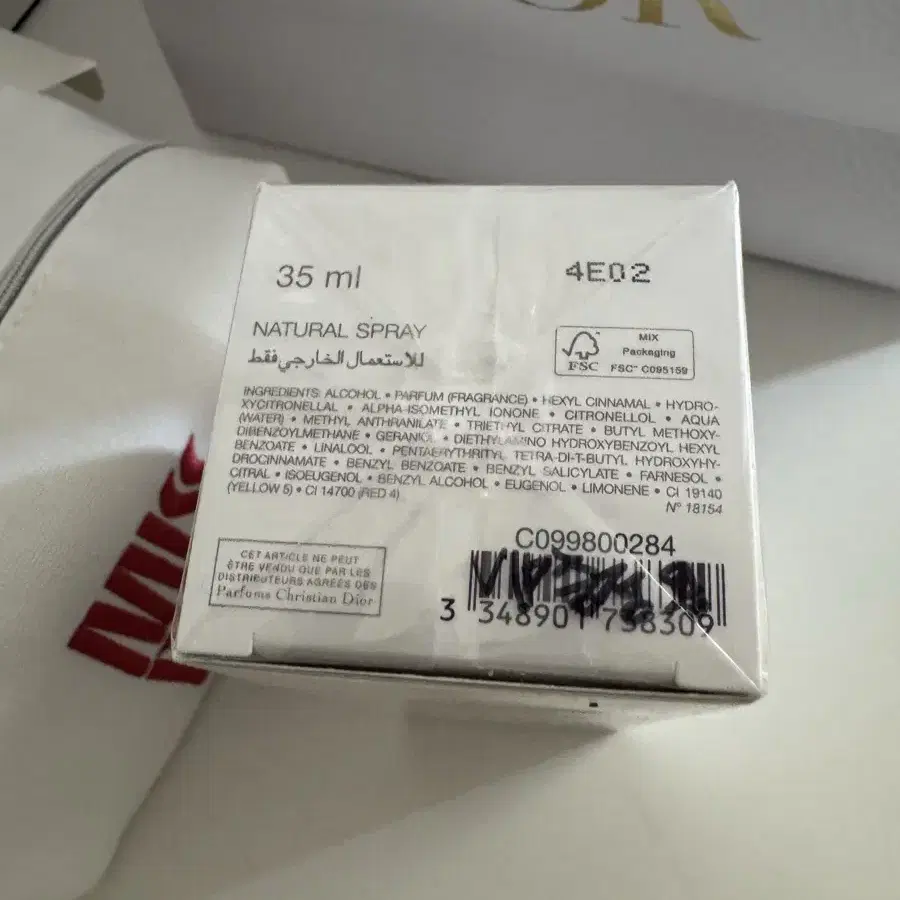 35 ml
4E02
NATURAL SPRAY
للاستعمال الخارجي فقط
FSC
MIX
Packaging
FSC™ C095159
INGREDIENTS: ALCOHOL • PARFUM (FRAGRANCE) • HEXYL CINNAMAL • HYDRO-
XYCITRONELLAL • ALPHA-ISOMETHYL IONONE • CITRONELLOL • AQUA
(WATER) • METHYL ANTHRANILATE • TRIETHYL CITRATE • BUTYL METHOXY-
DIBENZOYLMETHANE • GERANIOL • DIETHYLAMINO HYDROXYBENZOYL HEXYL
BENZOATE • LINALOOL • PENTAERYTHRITYL TETRA-DI-T-BUTYL HYDROXYHY-
DROCINNAMATE • BENZYL BENZOATE • BENZYL SALICYLATE • FARNESOL •
CITRAL • ISOEUGENOL • BENZYL ALCOHOL • EUGENOL • LIMONENE • CI 19140
(YELLOW 5) • CI 14700 (RED 4)
N° 18154
CET ARTICLE NE PEUT
ÊTRE VENDU QUE PAR LES
DISTRIBUTEURS AGRÉÉS DES
Parfums Christian Dior
C099800284
3 348901 738309